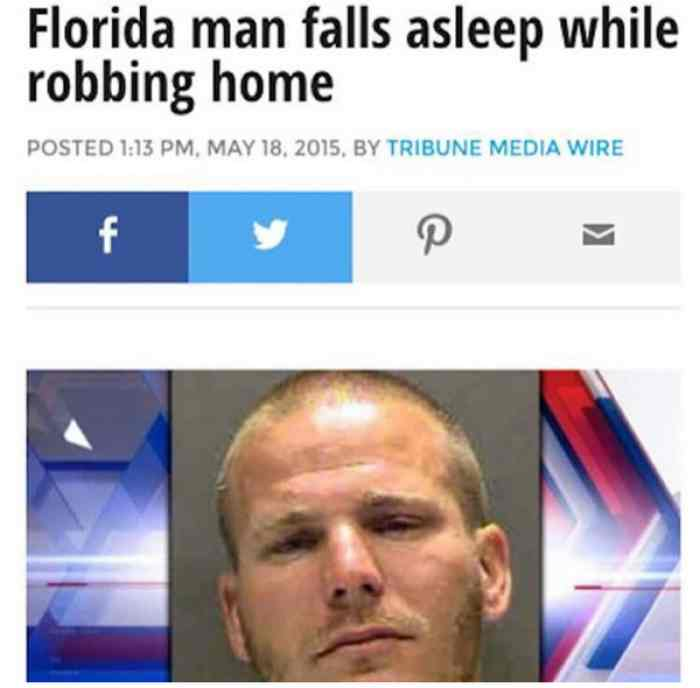 Florida man falls asleep while
robbing home
POSTED 1:13 PM, MAY 18, 2015, BY TRIBUNE MEDIA WIRE